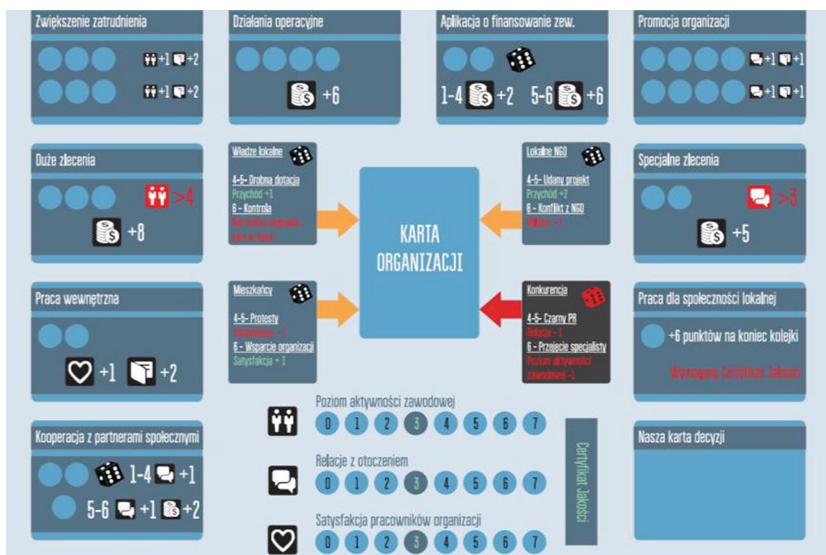 Zwiększenie zatrudnienia
+1 +2
+1 +2
Działania operacyjne
+6
Aplikacja o finansowanie zew.
1-4 +2 5-6 +6
Promocja organizacji
+1 +1
+1 +1
Duże zlecenia
>4
+8
Władze lokalne
4-5- Drobna dotacja
Przychód +1
6 - Kontrola
KARTA
ORGANIZACJI
Lokalne NGO
4-5- Udany projekt
Przychód +2
6 - Konflikt z NGO
Relacje -1
Specjalne zlecenia
>3
+5
Praca wewnętrzna
+1 +2
Mieszkańcy
4-5- Protesty
Satysfakcja -1
6 - Wsparcie organizacji
Satysfakcja + 1
Konkurencja
4-5- Czarny PR
Relacje -1
6 - Przejęcie specjalisty
Poziom aktywności
zawodowej -1
Praca dla społeczności lokalnej
+6 punktów na koniec kolejki
Wymagany Certyfikat Jakości
Kooperacja z partnerami społecznymi
1-4 +1
5-6 +1 +2
Poziom aktywności zawodowej
0 1 2 3 4 5 6 7
Relacje z otoczeniem
0 1 2 3 4 5 6 7
Satysfakcja pracowników organizacji
0 1 2 3 4 5 6 7
Certyfikat Jakości
Nasza karta decyzji